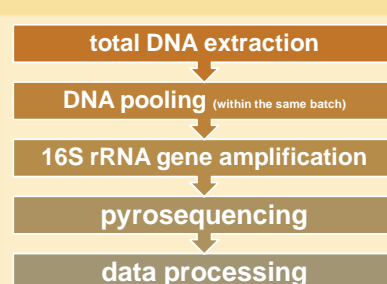 total DNA extraction
DNA pooling (within the same batch)
16S rRNA gene amplification
pyrosequencing
data processing